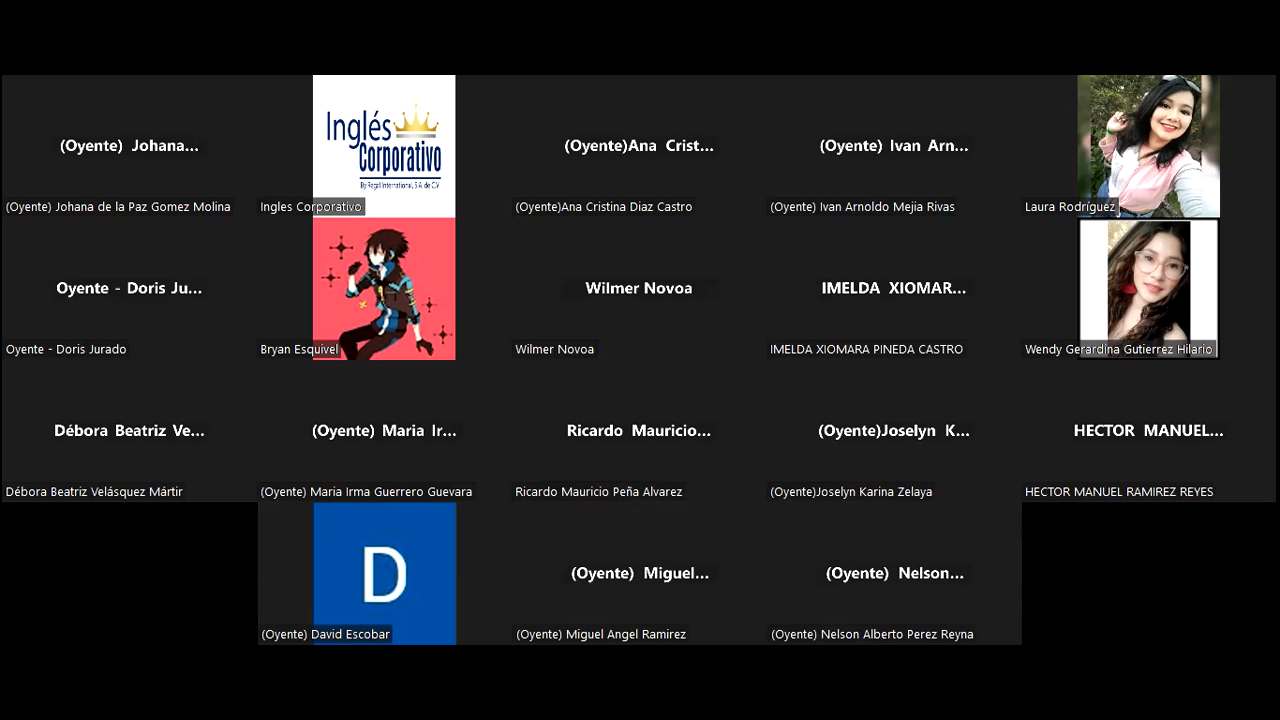 (Oyente) Johana...
(Oyente) Johana de la Paz Gomez Molina
Inglés
Corporativo
By Regal International, S.A. de C.V.
Ingles Corporativo
(Oyente)Ana Crist...
(Oyente)Ana Cristina Diaz Castro
(Oyente) Ivan Arn...
(Oyente) Ivan Arnoldo Mejia Rivas
Laura Rodríguez
Oyente - Doris Ju...
Oyente - Doris Jurado
Bryan Esquivel
Wilmer Novoa
Wilmer Novoa
IMELDA XIOMAR...
IMELDA XIOMARA PINEDA CASTRO
Wendy Gerardina Gutierrez Hilario
Débora Beatriz Ve...
Débora Beatriz Velásquez Mártir
(Oyente) Maria Ir...
(Oyente) Maria Irma Guerrero Guevara
Ricardo Mauricio...
Ricardo Mauricio Peña Alvarez
(Oyente)Joselyn K...
(Oyente)Joselyn Karina Zelaya
HECTOR MANUEL...
HECTOR MANUEL RAMIREZ REYES
D
(Oyente) David Escobar
(Oyente) Miguel...
(Oyente) Miguel Angel Ramirez
(Oyente) Nelson...
(Oyente) Nelson Alberto Perez Reyna